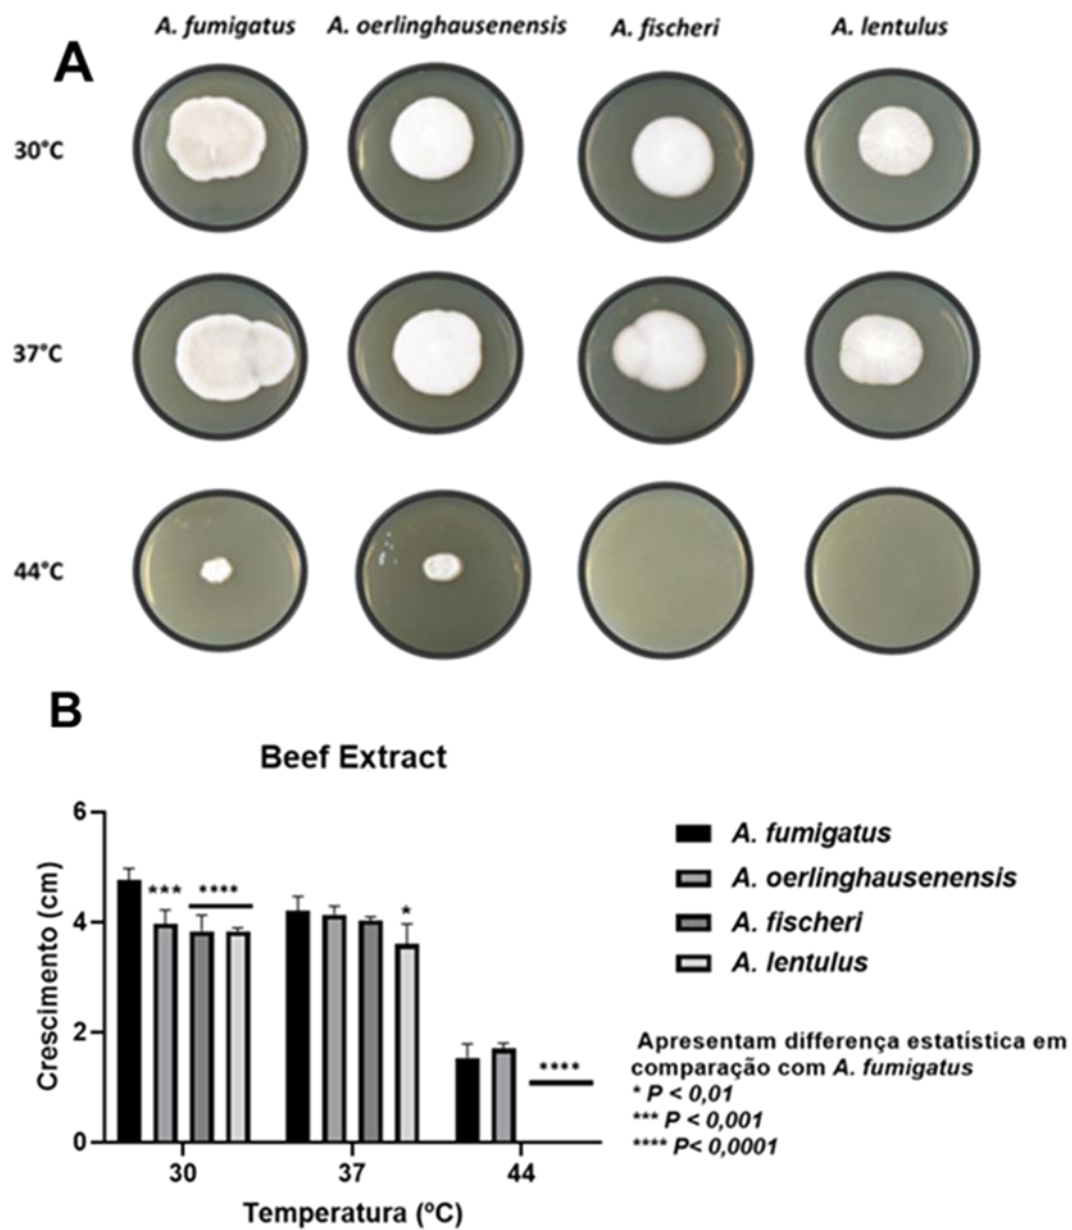 A. fumigatus A. oerlinghausenensis A. fischeri A. lentulus
A
30°C
37°C
44°C
B
Beef Extract
Crescimento (cm)
6
4
2
0
*** ****
*
****
30 37 44
Temperatura (ºC)
A. fumigatus
A. oerlinghausenensis
A. fischeri
A. lentulus
Apresentam differença estatística em
comparação com A. fumigatus
* P < 0,01
*** P < 0,001
**** P< 0,0001